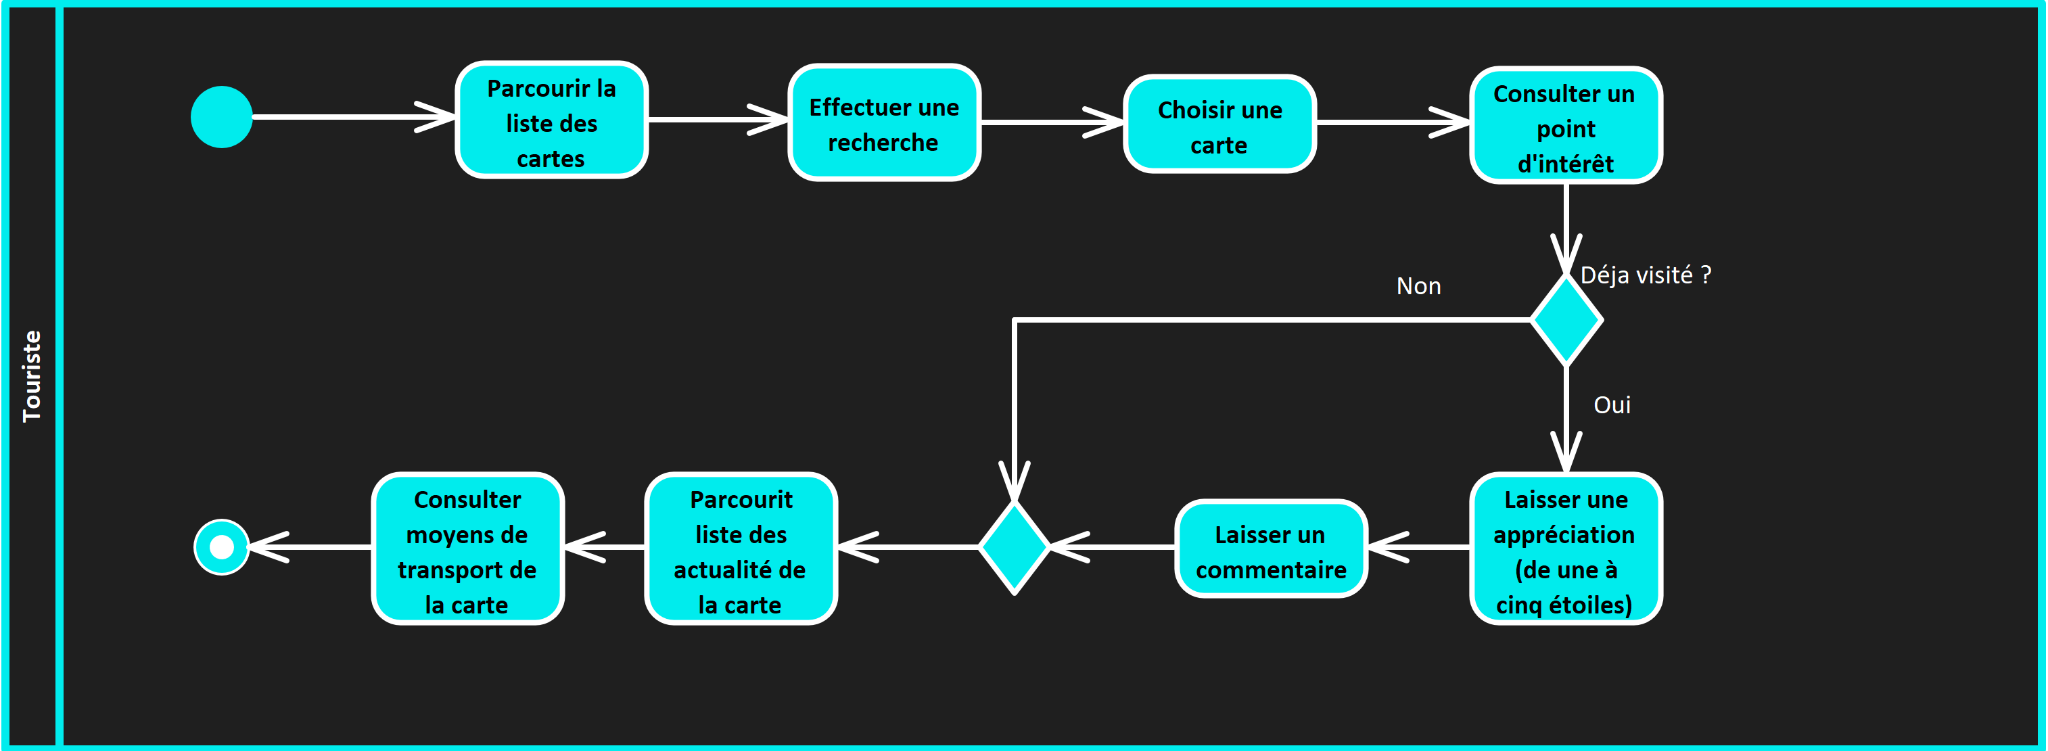 Touriste
Parcourir la
liste des
cartes
Effectuer une
recherche
Choisir une
carte
Consulter un
point
d'intérêt
Déja visité ?
Non
Oui
Laisser une
appréciation
(de une à
cinq étoiles)
Laisser un
commentaire
Parcourit
liste des
actualité de
la carte
Consulter
moyens de
transport de
la carte